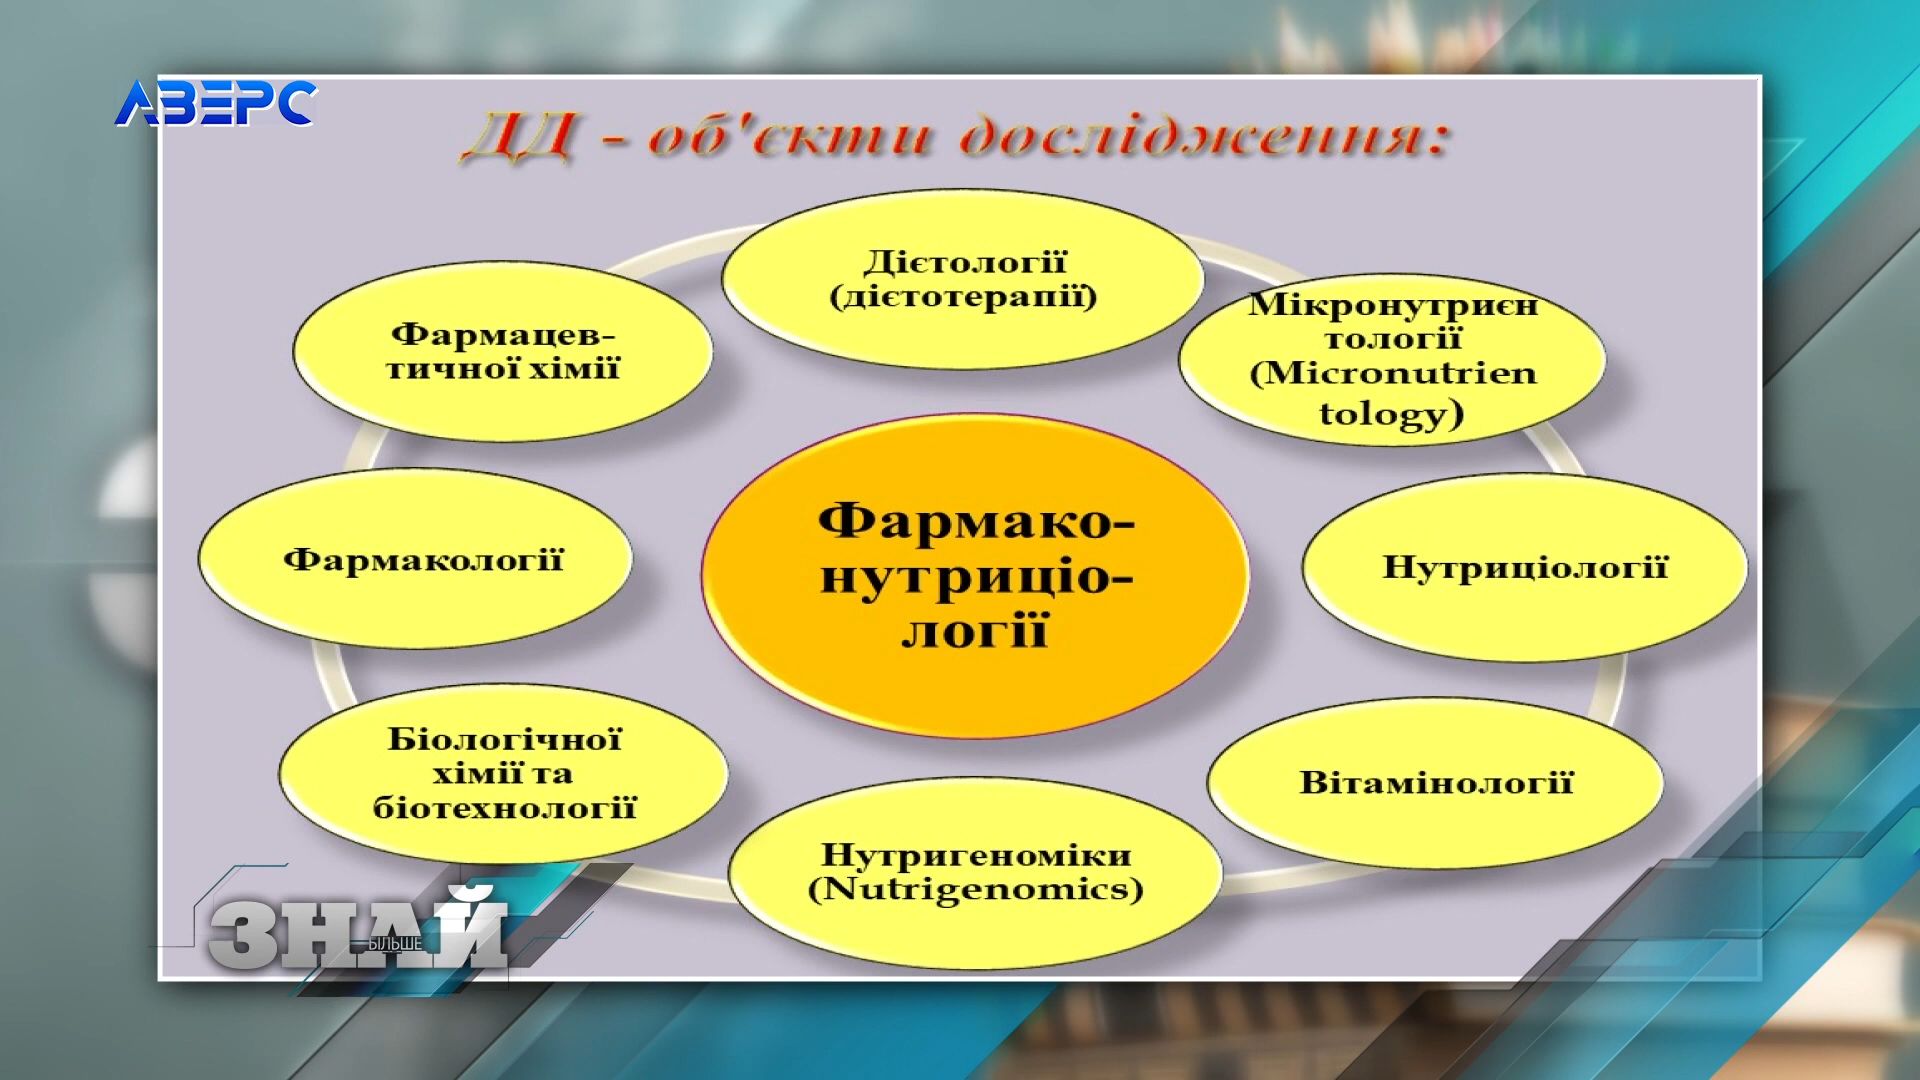 АВЕРС
ДД - об'єкти дослідження:
Дієтології
(дієтотерапії)
Мікронутриєн
тології
(Micronutrien
tology)
Нутриціології
Вітамінології
Нутригеноміки
(Nutrigenomics)
Біологічної
хімії та
біотехнології
Фармакології
Фармацев-
тичної хімії
Фармако-
нутриціо-
логії
ЗНАЙ
БІЛЬШЕ